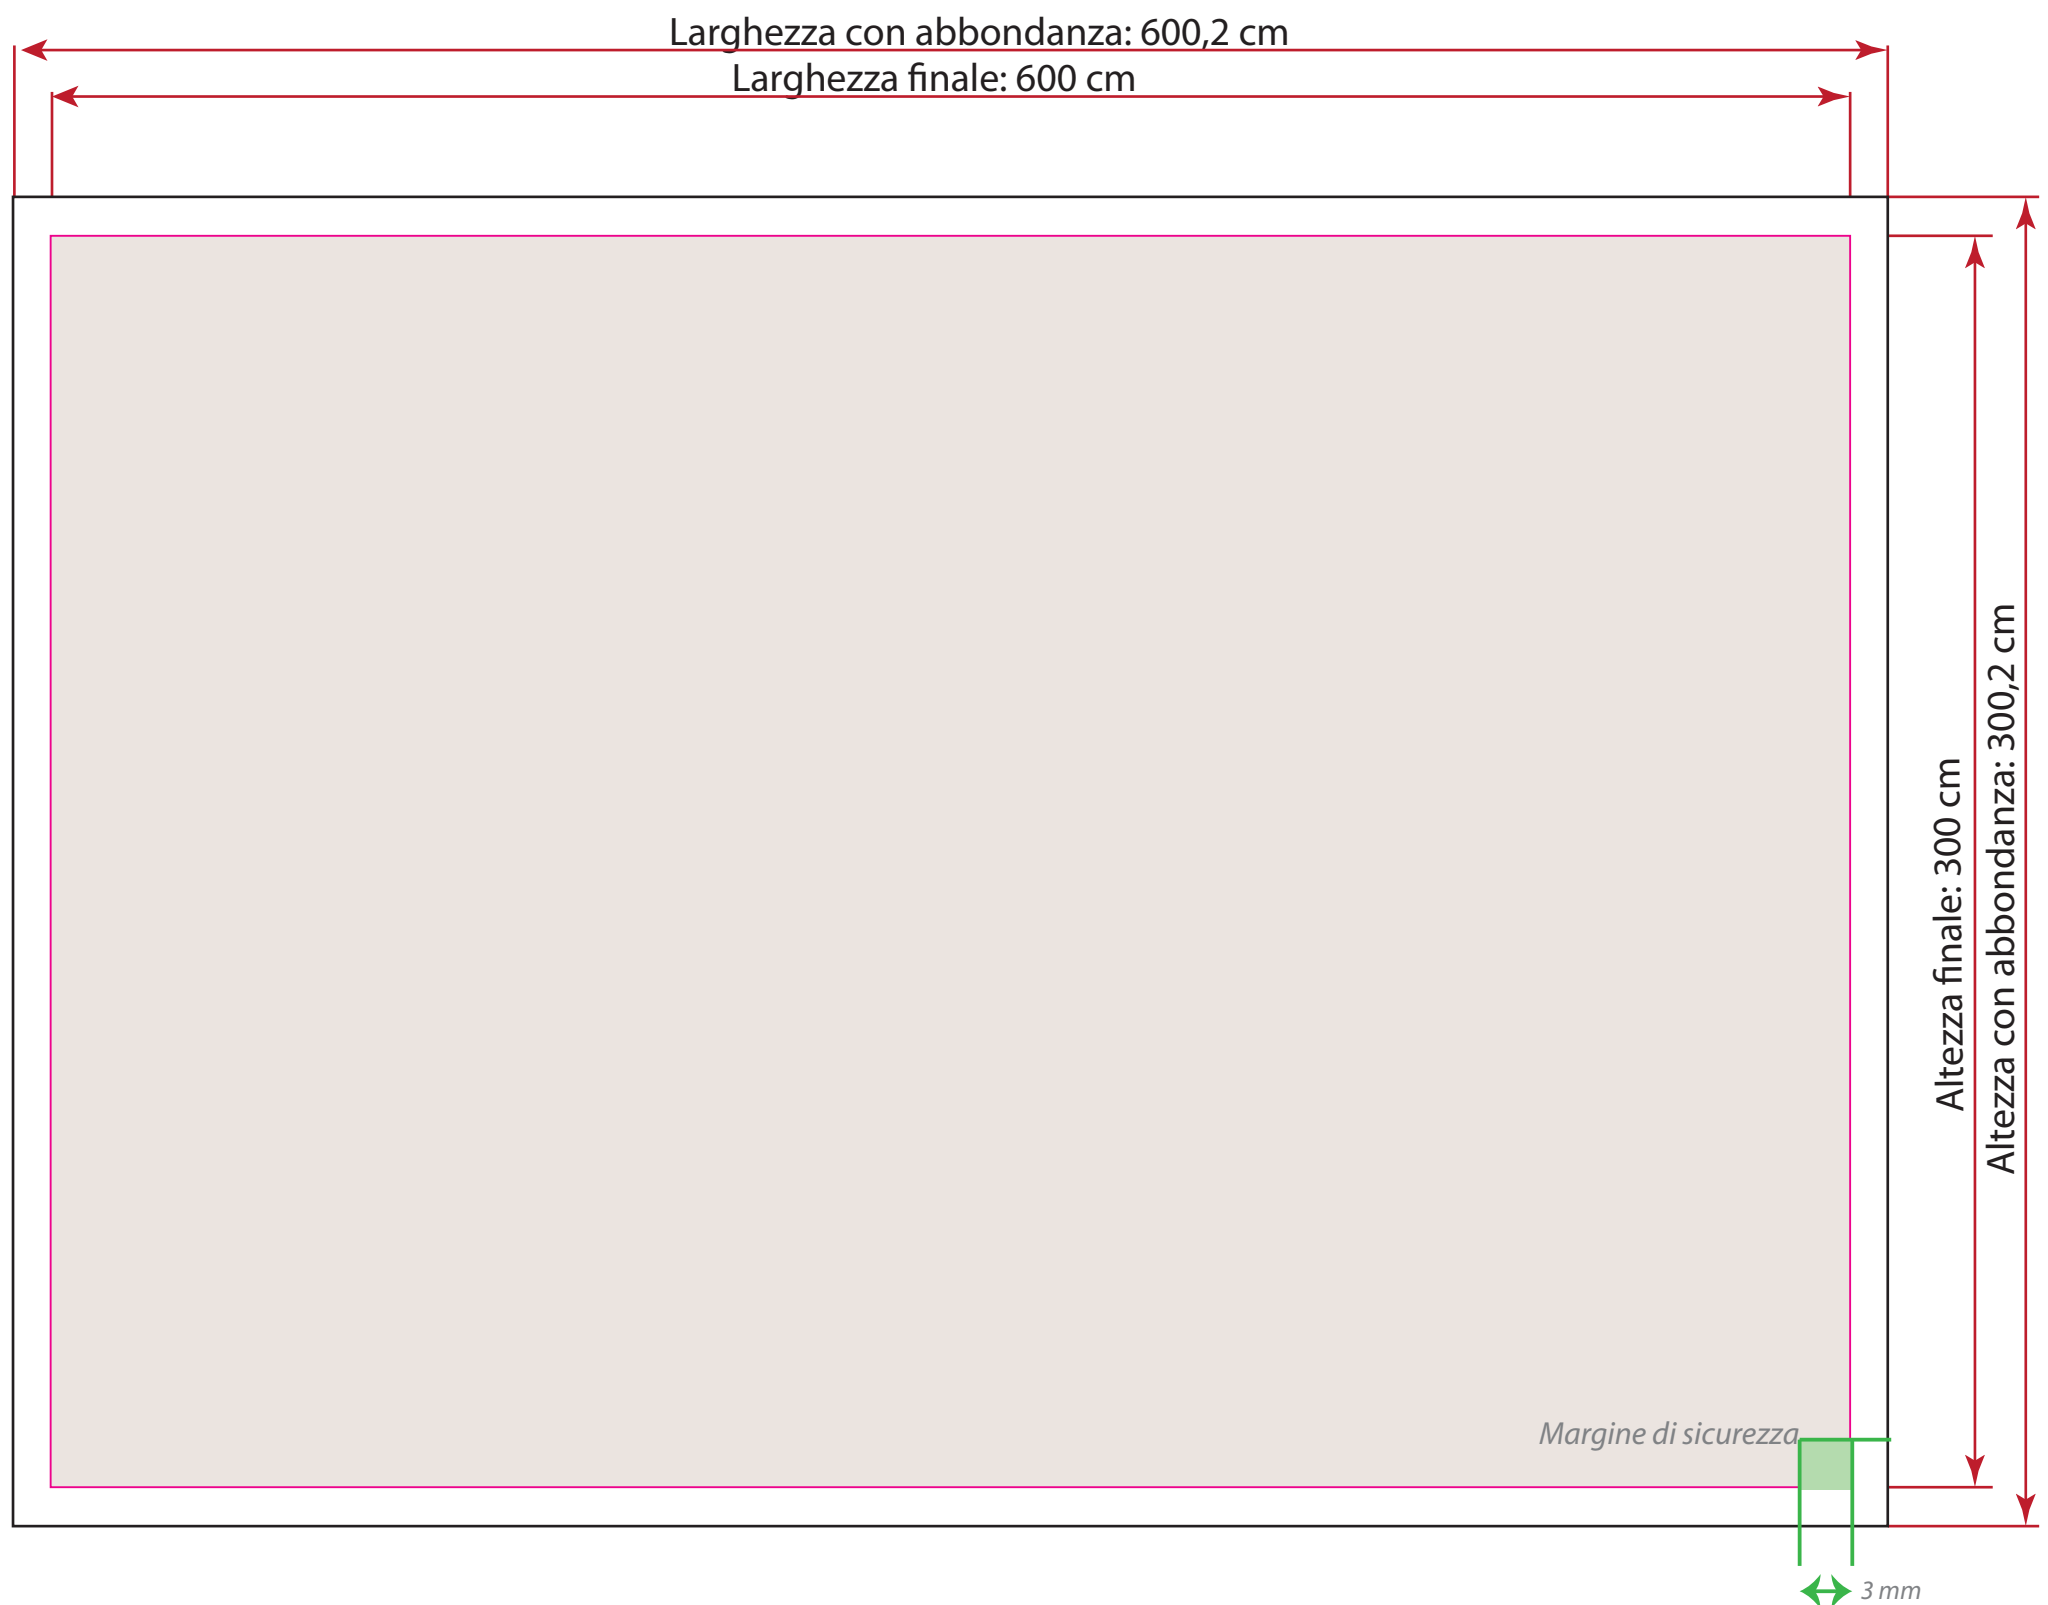 Larghezza con abbondanza: 600,2 cm
Larghezza finale: 600 cm
Altezza finale: 300 cm
Altezza con abbondanza: 300,2 cm
Margine di sicurezza
3 mm